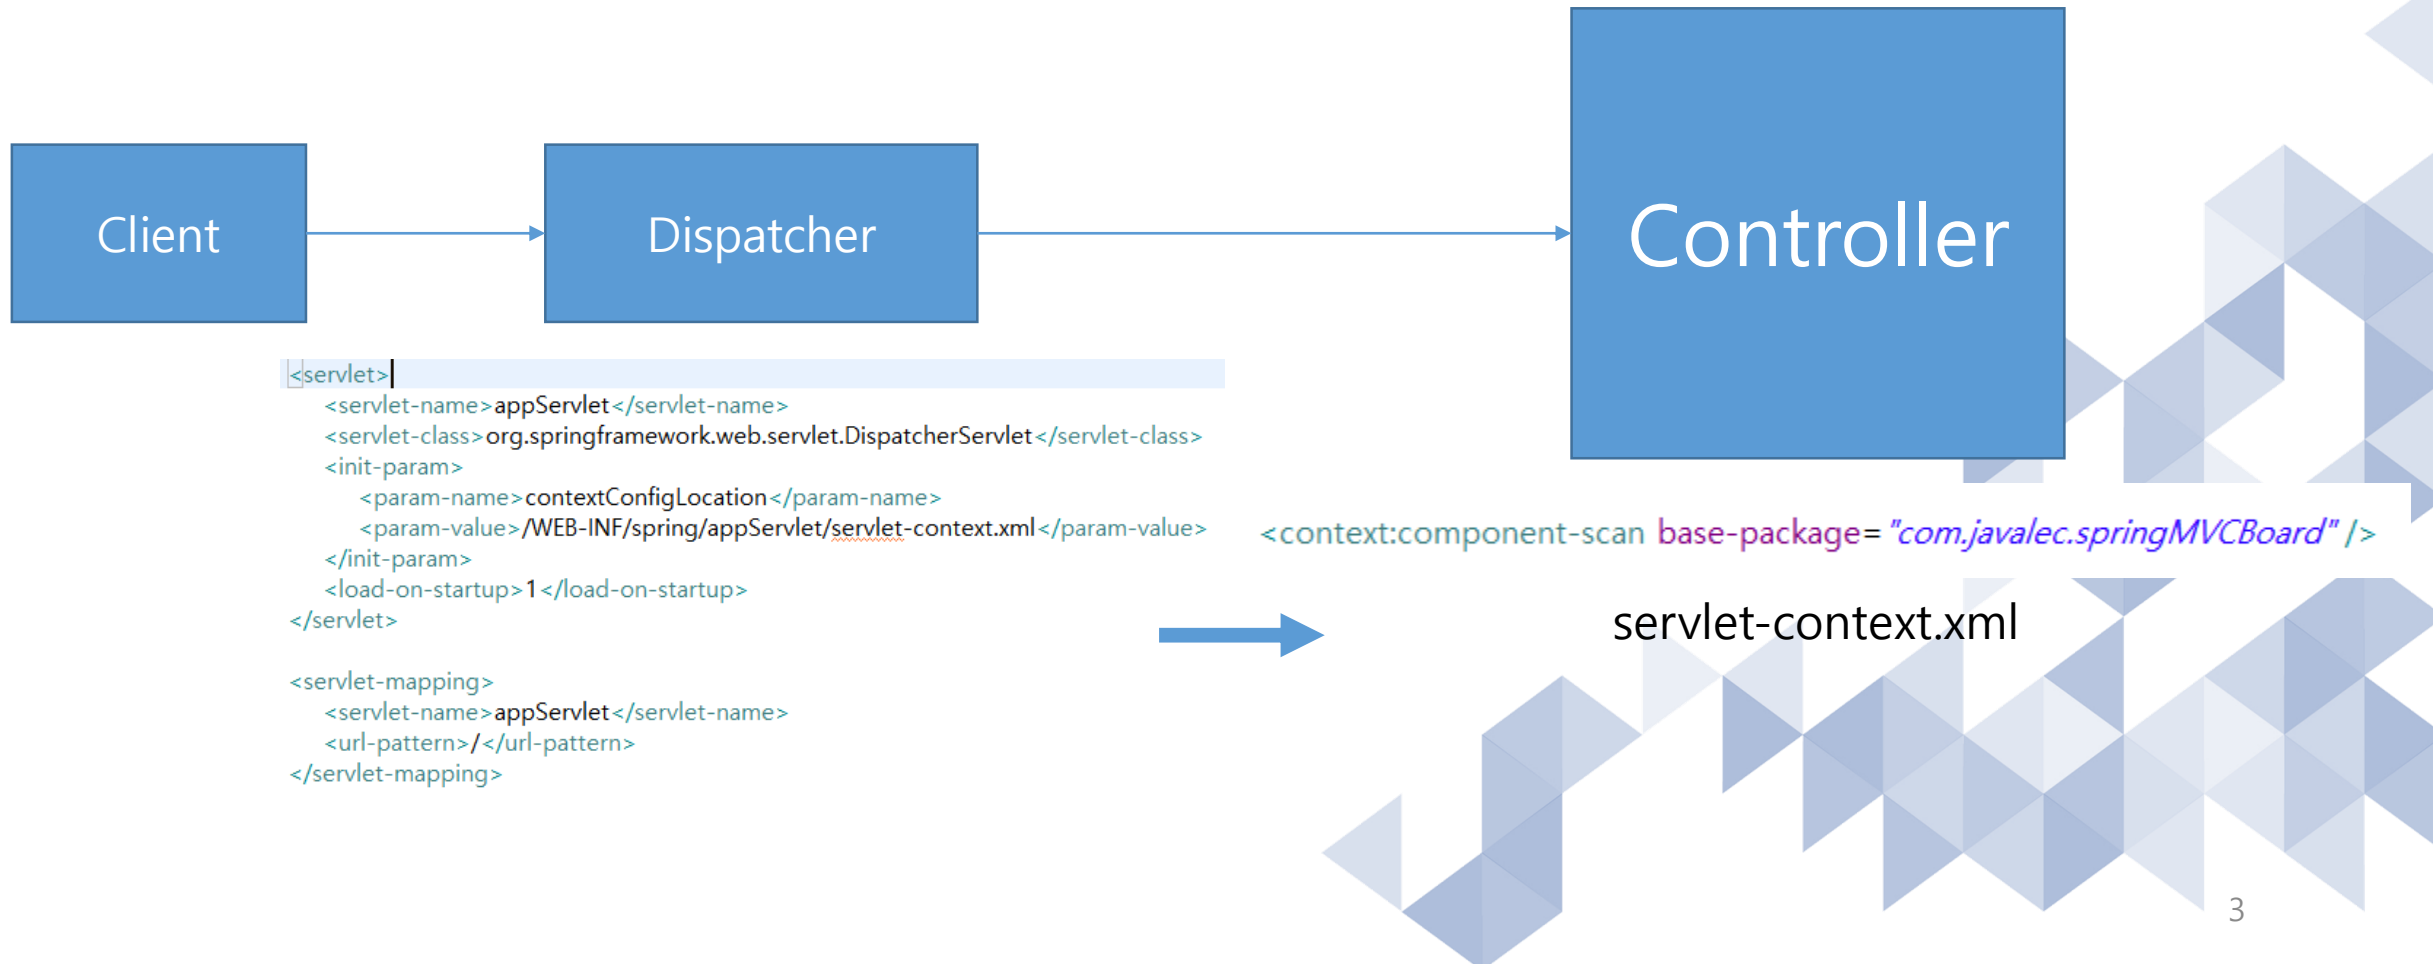 Client
Dispatcher
Controller
<servlet>
<servlet-name>appServlet</servlet-name>
<servlet-class>org.springframework.web.servlet.DispatcherServlet</servlet-class>
<init-param>
<param-name>contextConfigLocation</param-name>
<param-value>/WEB-INF/spring/appServlet/servlet-context.xml</param-value>
</init-param>
<load-on-startup>1</load-on-startup>
</servlet>
<servlet-mapping>
<servlet-name>appServlet</servlet-name>
<url-pattern>/</url-pattern>
</servlet-mapping>
<context:component-scan base-package="com.javalec.springMVCBoard" />
servlet-context.xml
3